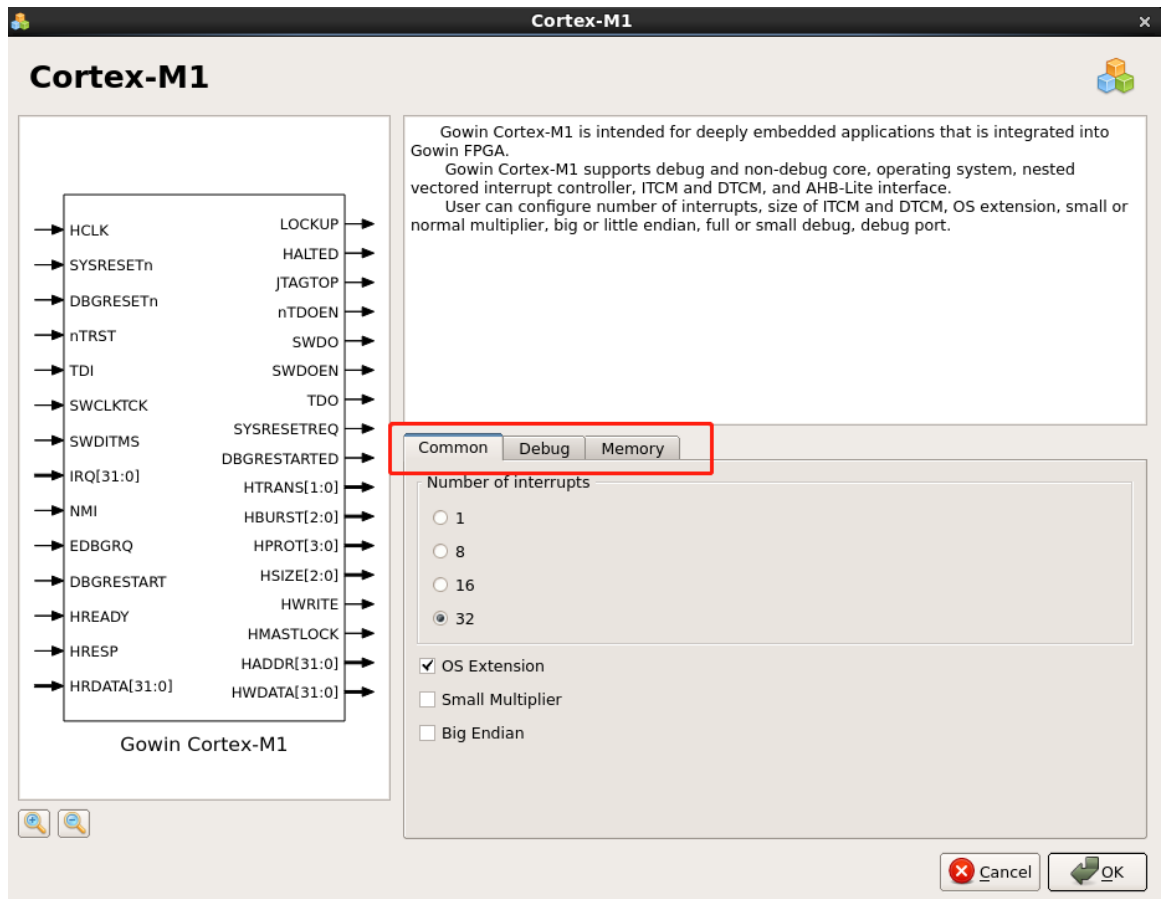 Cortex-M1
Cortex-M1
Gowin Cortex-M1 is intended for deeply embedded applications that is integrated into
Gowin FPGA.
Gowin Cortex-M1 supports debug and non-debug core, operating system, nested
vectored interrupt controller, ITCM and DTCM, and AHB-Lite interface.
User can configure number of interrupts, size of ITCM and DTCM, OS extension, small or
normal multiplier, big or little endian, full or small debug, debug port.
HCLK
SYSRESETn
DBGRESETn
nTRST
TDI
SWCLKTCK
SWDITMS
IRQ[31:0]
NMI
EDBGRQ
DBGRESTART
HREADY
HRESP
HRDATA[31:0]
LOCKUP
HALTED
JTAGTOP
nTDOEN
SWDO
SWDOEN
TDO
SYSRESETREQ
DBGRESTARTED
HTRANS[1:0]
HBURST[2:0]
HPROT[3:0]
HSIZE[2:0]
HWRITE
HMASTLOCK
HADDR[31:0]
HWDATA[31:0]
Gowin Cortex-M1
Common Debug Memory
Number of interrupts
1
8
16
32
OS Extension
Small Multiplier
Big Endian
Cancel OK